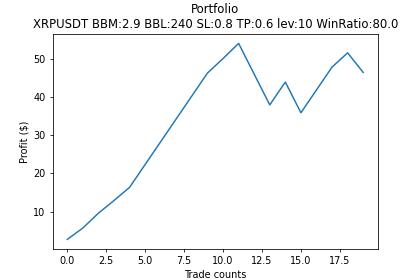 Portfolio
XRPUSDT BBM:2.9 BBL:240 SL:0.8 TP:0.6 lev:10 WinRatio:80.0
Profit ($)
50
40
30
20
10
0.0 2.5 5.0 7.5 10.0 12.5 15.0 17.5
Trade counts